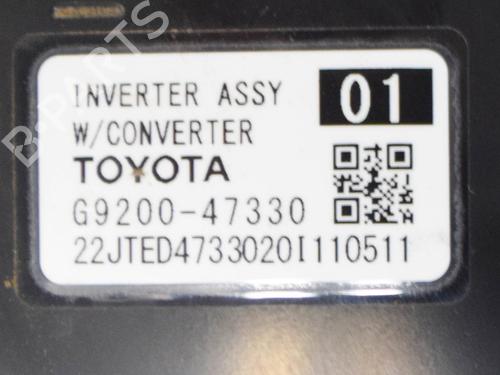 INVERTER ASSY 01
W/CONVERTER
TOYOTA
G9200-47330
22JTED4733020I110511
B-PARTS